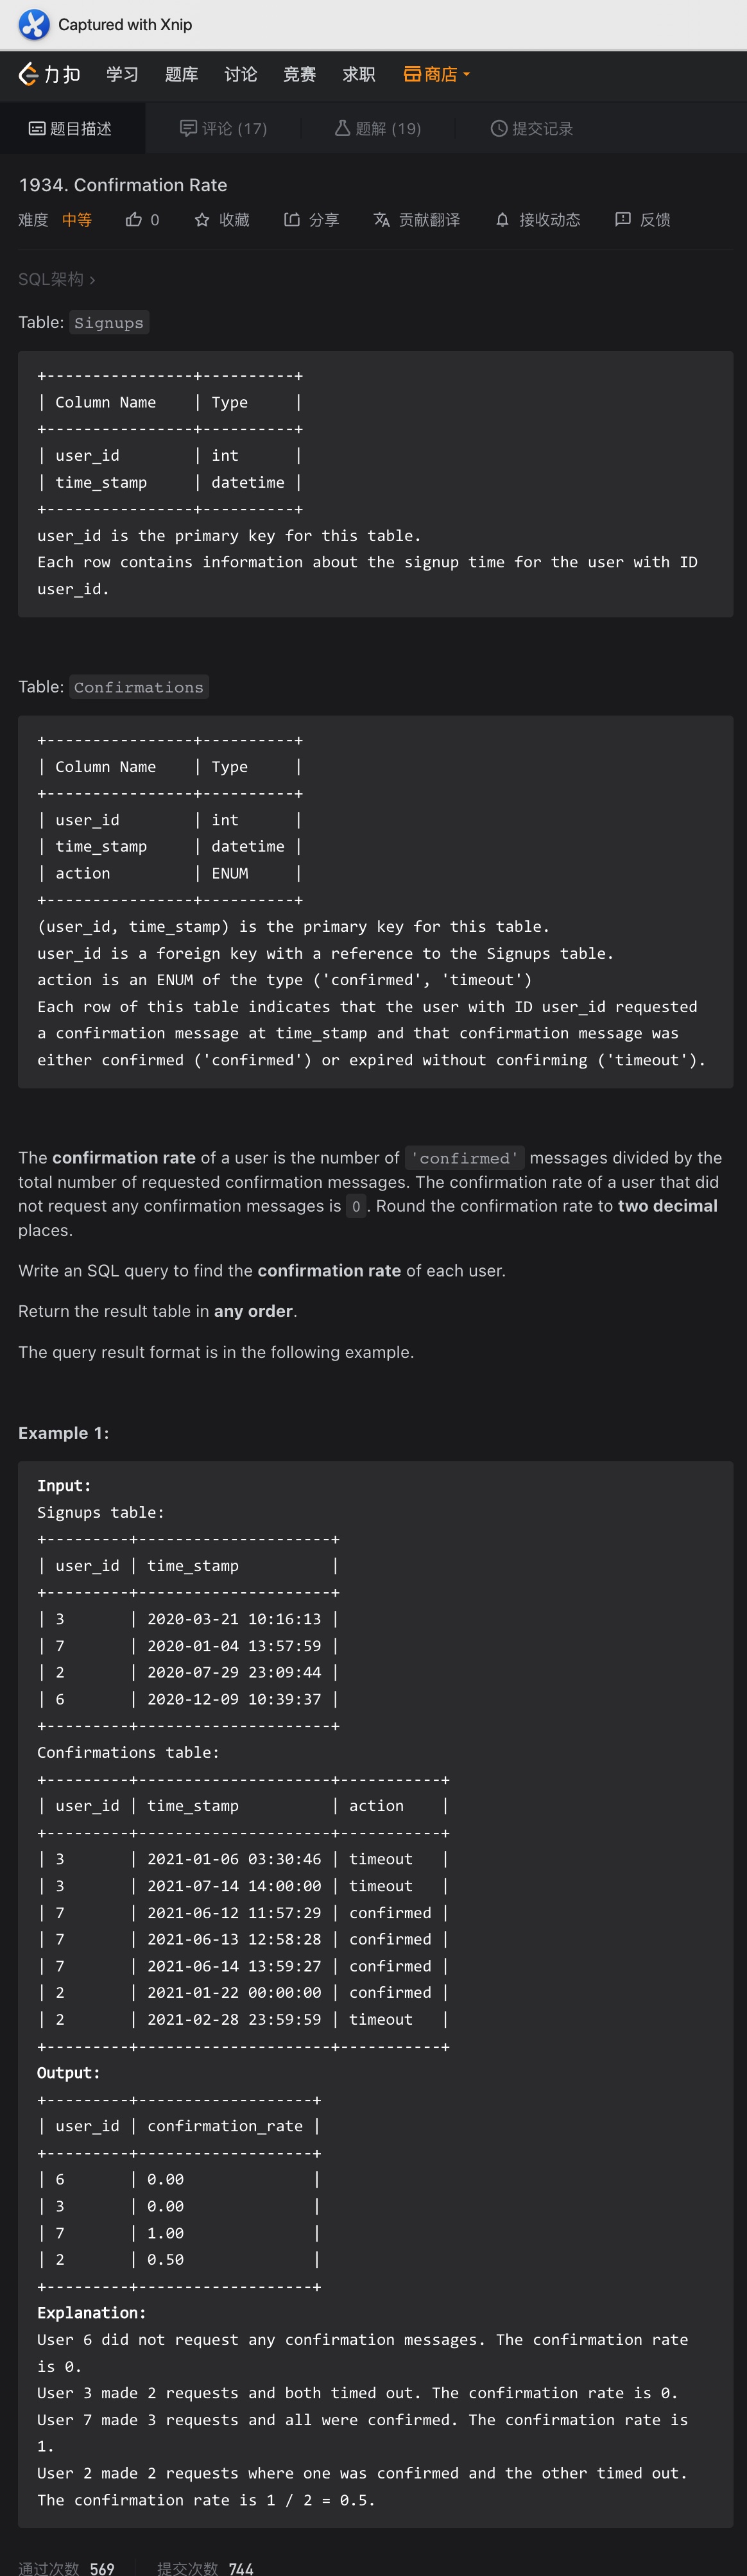 Captured with Xnip
力扣 学习 题库 讨论 竞赛 求职 商店
题目描述 评论 (17) 题解 (19) 提交记录
1934. Confirmation Rate
难度 中等 0 收藏 分享 贡献翻译 接收动态 反馈
SQL架构 >
Table: Signups
+----------------+----------+
| Column Name    | Type     |
+----------------+----------+
| user_id        | int      |
| time_stamp     | datetime |
+----------------+----------+
user_id is the primary key for this table.
Each row contains information about the signup time for the user with ID
user_id.
Table: Confirmations
+----------------+----------+
| Column Name    | Type     |
+----------------+----------+
| user_id        | int      |
| time_stamp     | datetime |
| action         | ENUM     |
+----------------+----------+
(user_id, time_stamp) is the primary key for this table.
user_id is a foreign key with a reference to the Signups table.
action is an ENUM of the type ('confirmed', 'timeout')
Each row of this table indicates that the user with ID user_id requested
a confirmation message at time_stamp and that confirmation message was
either confirmed ('confirmed') or expired without confirming ('timeout').
The confirmation rate of a user is the number of 'confirmed' messages divided by the
total number of requested confirmation messages. The confirmation rate of a user that did
not request any confirmation messages is 0. Round the confirmation rate to two decimal
places.
Write an SQL query to find the confirmation rate of each user.
Return the result table in any order.
The query result format is in the following example.
Example 1:
Input:
Signups table:
+---------+---------------------+
| user_id | time_stamp          |
+---------+---------------------+
| 3       | 2020-03-21 10:16:13 |
| 7       | 2020-01-04 13:57:59 |
| 2       | 2020-07-29 23:09:44 |
| 6       | 2020-12-09 10:39:37 |
+---------+---------------------+
Confirmations table:
+---------+---------------------+-----------+
| user_id | time_stamp          | action    |
+---------+---------------------+-----------+
| 3       | 2021-01-06 03:30:46 | timeout   |
| 3       | 2021-07-14 14:00:00 | timeout   |
| 7       | 2021-06-12 11:57:29 | confirmed |
| 7       | 2021-06-13 12:58:28 | confirmed |
| 7       | 2021-06-14 13:59:27 | confirmed |
| 2       | 2021-01-22 00:00:00 | confirmed |
| 2       | 2021-02-28 23:59:59 | timeout   |
+---------+---------------------+-----------+
Output:
+---------+-------------------+
| user_id | confirmation_rate |
+---------+-------------------+
| 6       | 0.00              |
| 3       | 0.00              |
| 7       | 1.00              |
| 2       | 0.50              |
+---------+-------------------+
Explanation:
User 6 did not request any confirmation messages. The confirmation rate
is 0.
User 3 made 2 requests and both timed out. The confirmation rate is 0.
User 7 made 3 requests and all were confirmed. The confirmation rate is
1.
User 2 made 2 requests where one was confirmed and the other timed out.
The confirmation rate is 1 / 2 = 0.5.
通过次数 569 提交次数 744